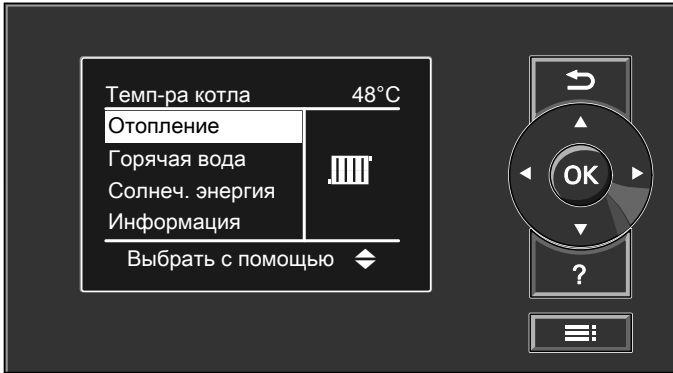 Темп-ра котла 48°C
Отопление
Горячая вода
Солнеч. энергия
Информация
Выбрать с помощью
OK
?